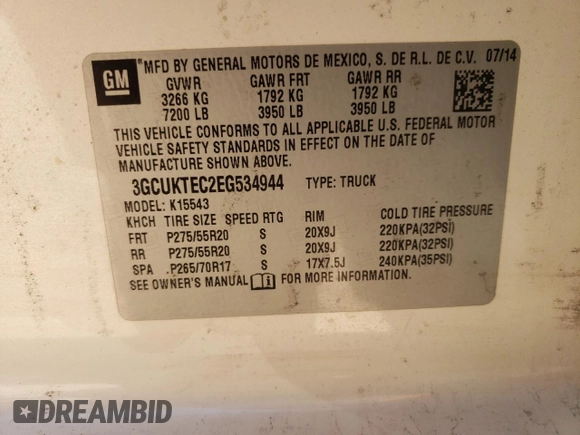 GM
MFD BY GENERAL MOTORS DE MEXICO, S. DE R.L. DE C.V. 07/14
GVWR GAWR FRT GAWR RR
3266 KG 1792 KG 1792 KG
7200 LB 3950 LB 3950 LB
THIS VEHICLE CONFORMS TO ALL APPLICABLE U.S. FEDERAL MOTOR
VEHICLE SAFETY STANDARDS IN EFFECT ON THE DATE OF
MANUFACTURE SHOWN ABOVE.
3GCUKTEC2EG534944 TYPE: TRUCK
MODEL: K15543
KHCH TIRE SIZE SPEED RTG RIM COLD TIRE PRESSURE
FRT P275/55R20 S 20X9J 220KPA(32PSI)
RR P275/55R20 S 20X9J 220KPA(32PSI)
SPA P265/70R17 S 17X7.5J 240KPA(35PSI)
SEE OWNER'S MANUAL FOR MORE INFORMATION.
DREAMBID